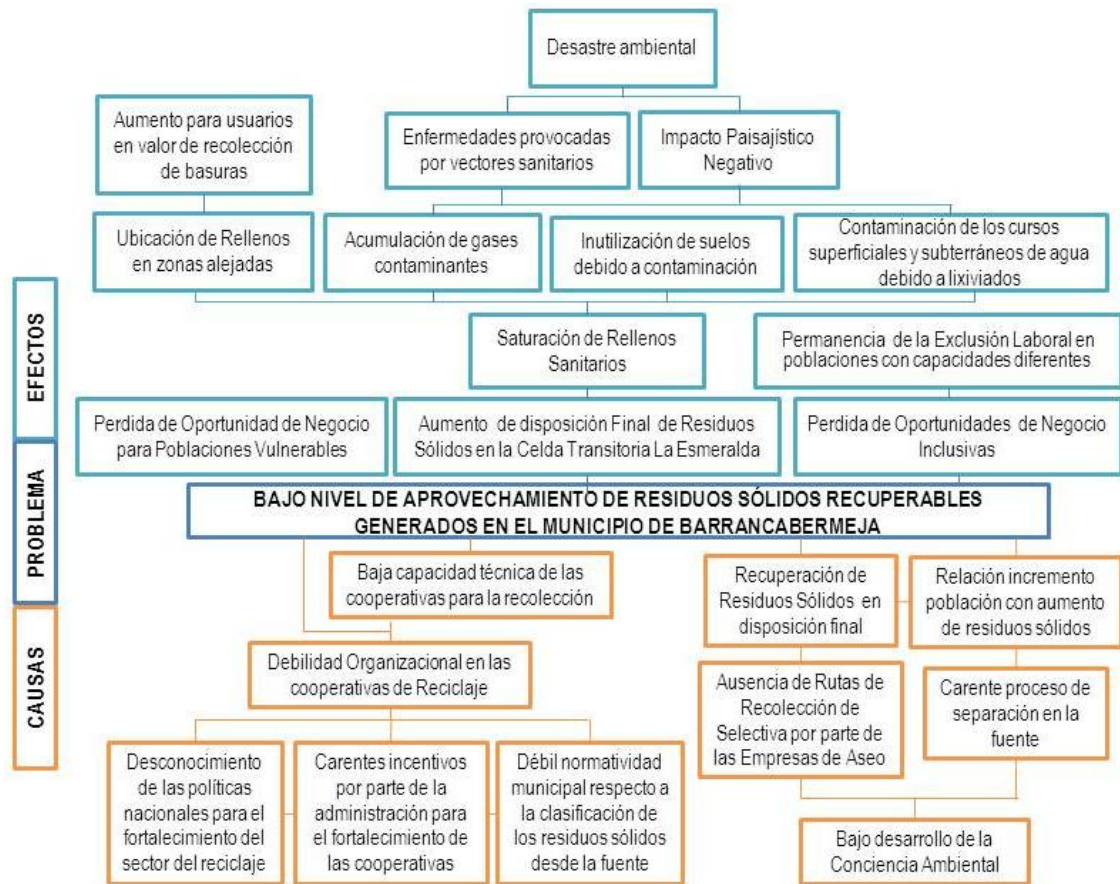 Desastre ambiental
Aumento para usuarios
en valor de recolección
de basuras
Enfermedades provocadas
por vectores sanitarios
Impacto Paisajístico
Negativo
Ubicación de Rellenos
en zonas alejadas
Acumulación de gases
contaminantes
Inutilización de suelos
debido a contaminación
Contaminación de los cursos
superficiales y subterráneos de agua
debido a lixiviados
EFECTOS
Saturación de Rellenos
Sanitarios
Permanencia de la Exclusión Laboral en
poblaciones con capacidades diferentes
Perdida de Oportunidad de Negocio
para Poblaciones Vulnerables
Aumento de disposición Final de Residuos
Sólidos en la Celda Transitoria La Esmeralda
Perdida de Oportunidades de Negocio
Inclusivas
PROBLEMA
BAJO NIVEL DE APROVECHAMIENTO DE RESIDUOS SÓLIDOS RECUPERABLES
GENERADOS EN EL MUNICIPIO DE BARRANCABERMEJA
CAUSAS
Baja capacidad técnica de las
cooperativas para la recolección
Recuperación de
Residuos Sólidos en
disposición final
Relación incremento
población con aumento
de residuos sólidos
Debilidad Organizacional en las
cooperativas de Reciclaje
Ausencia de Rutas de
Recolección de
Selectiva por parte de
las Empresas de Aseo
Carente proceso de
separación en la
fuente
Desconocimiento
de las políticas
nacionales para el
fortalecimiento del
sector del reciclaje
Carentes incentivos
por parte de la
administración para
el fortalecimiento de
las cooperativas
Débil normatividad
municipal respecto a
la clasificación de
los residuos sólidos
desde la fuente
Bajo desarrollo de la
Conciencia Ambiental